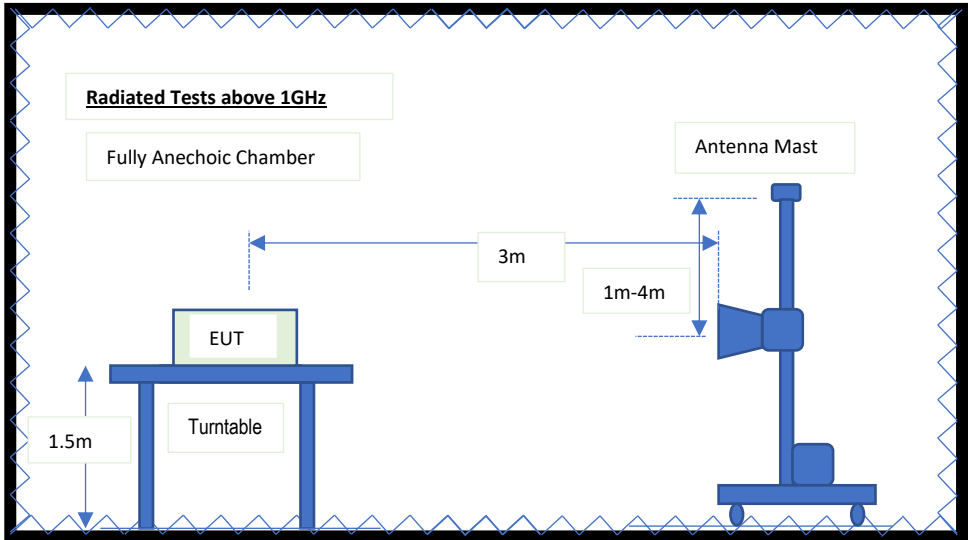 Radiated Tests above 1GHz
Fully Anechoic Chamber
Antenna Mast
3m
1m-4m
EUT
Turntable
1.5m